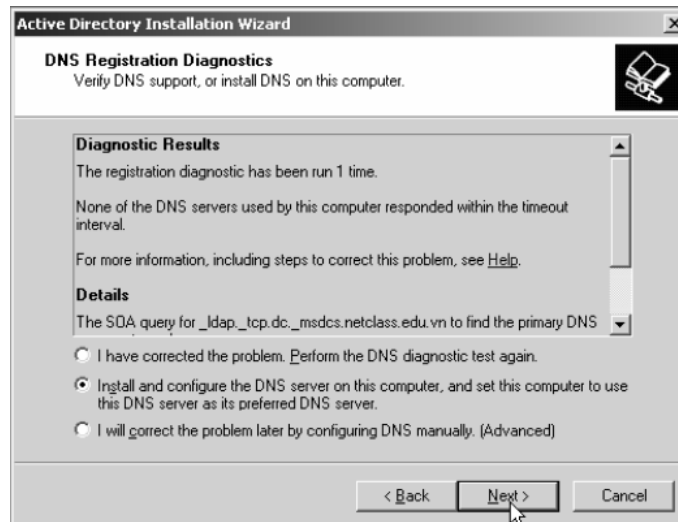 Active Directory Installation Wizard
DNS Registration Diagnostics
Verify DNS support, or install DNS on this computer.
Diagnostic Results
The registration diagnostic has been run 1 time.
None of the DNS servers used by this computer responded within the timeout
interval.
For more information, including steps to correct this problem, see Help.
Details
The SOA query for _ldap._tcp.dc._msdcs.netclass.edu.vn to find the primary DNS
I have corrected the problem. Perform the DNS diagnostic test again.
Install and configure the DNS server on this computer, and set this computer to use
this DNS server as its preferred DNS server.
I will correct the problem later by configuring DNS manually. (Advanced)
< Back
Next >
Cancel